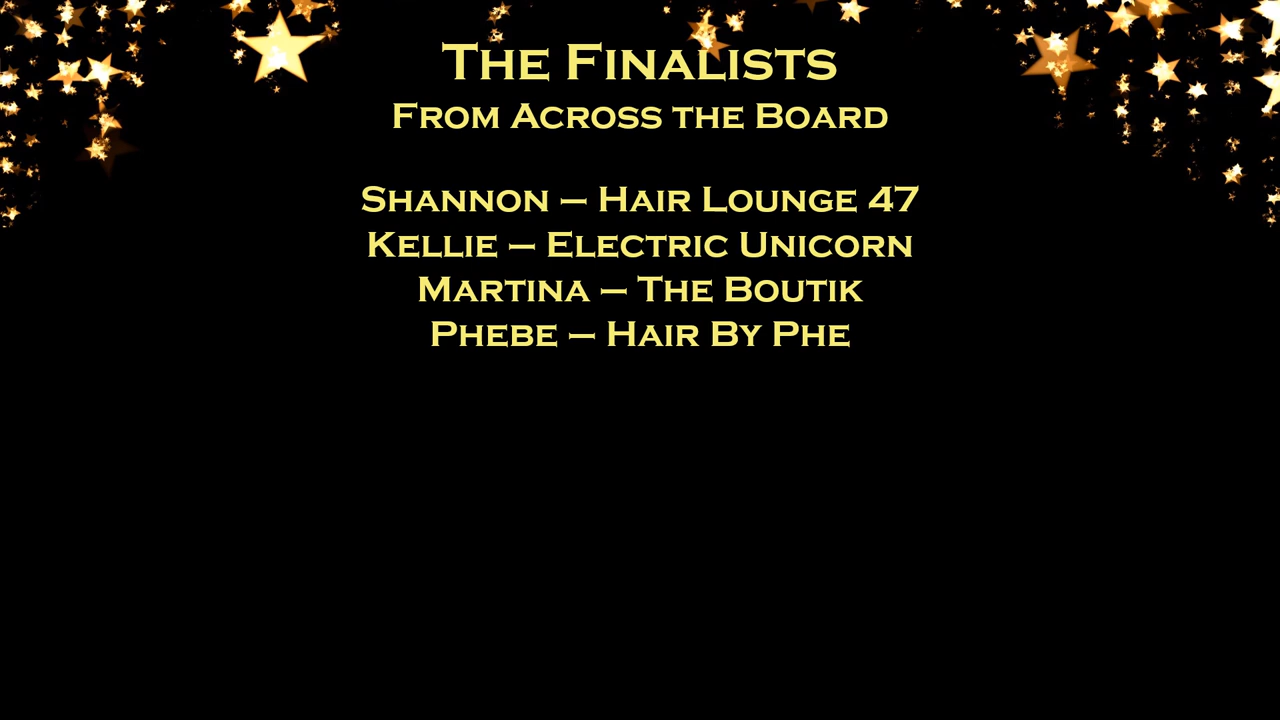 The Finalists
From Across the Board
Shannon – Hair Lounge 47
Kellie – Electric Unicorn
Martina – The Boutik
Phebe – Hair By Phe